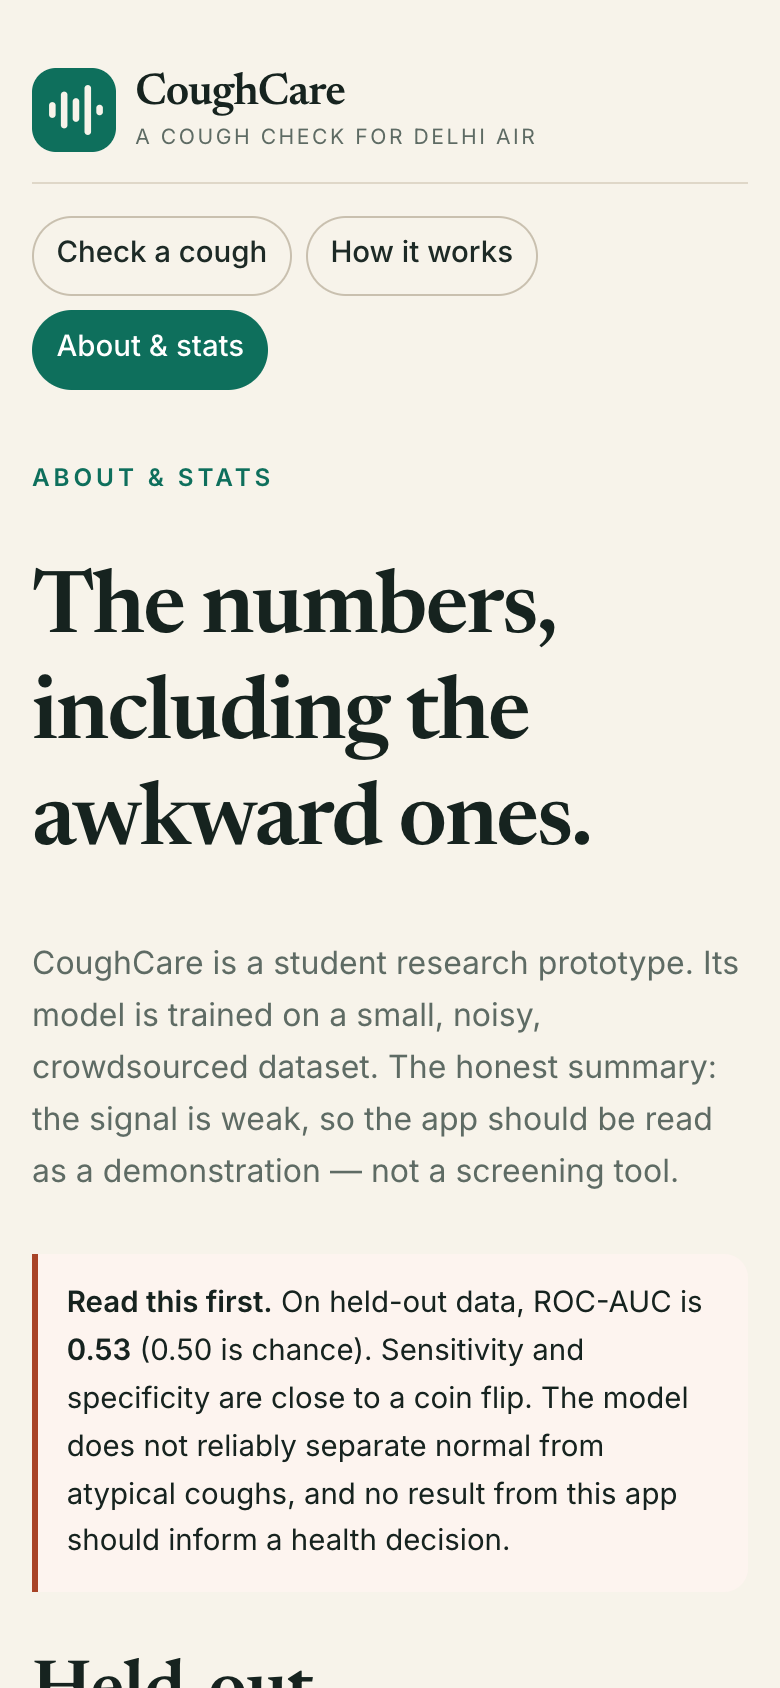 CoughCare
A COUGH CHECK FOR DELHI AIR
Check a cough
How it works
About & stats
ABOUT & STATS
The numbers,
including the
awkward ones.
CoughCare is a student research prototype. Its
model is trained on a small, noisy,
crowdsourced dataset. The honest summary:
the signal is weak, so the app should be read
as a demonstration — not a screening tool.
Read this first. On held-out data, ROC-AUC is
0.53 (0.50 is chance). Sensitivity and
specificity are close to a coin flip. The model
does not reliably separate normal from
atypical coughs, and no result from this app
should inform a health decision.
Held-out